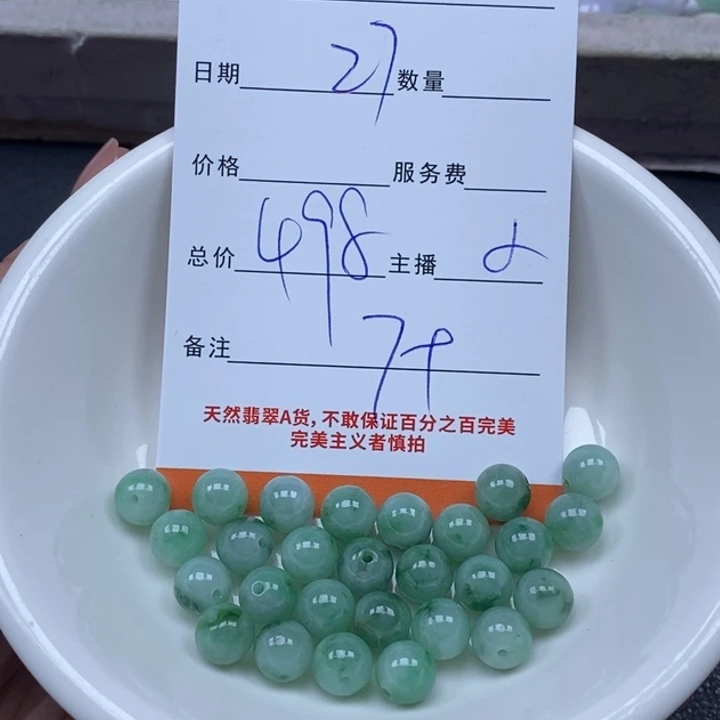 日期 27 数量
价格 服务费
总价 498 主播
备注
天然翡翠A货,不敢保证百分之百完美
完美主义者慎拍